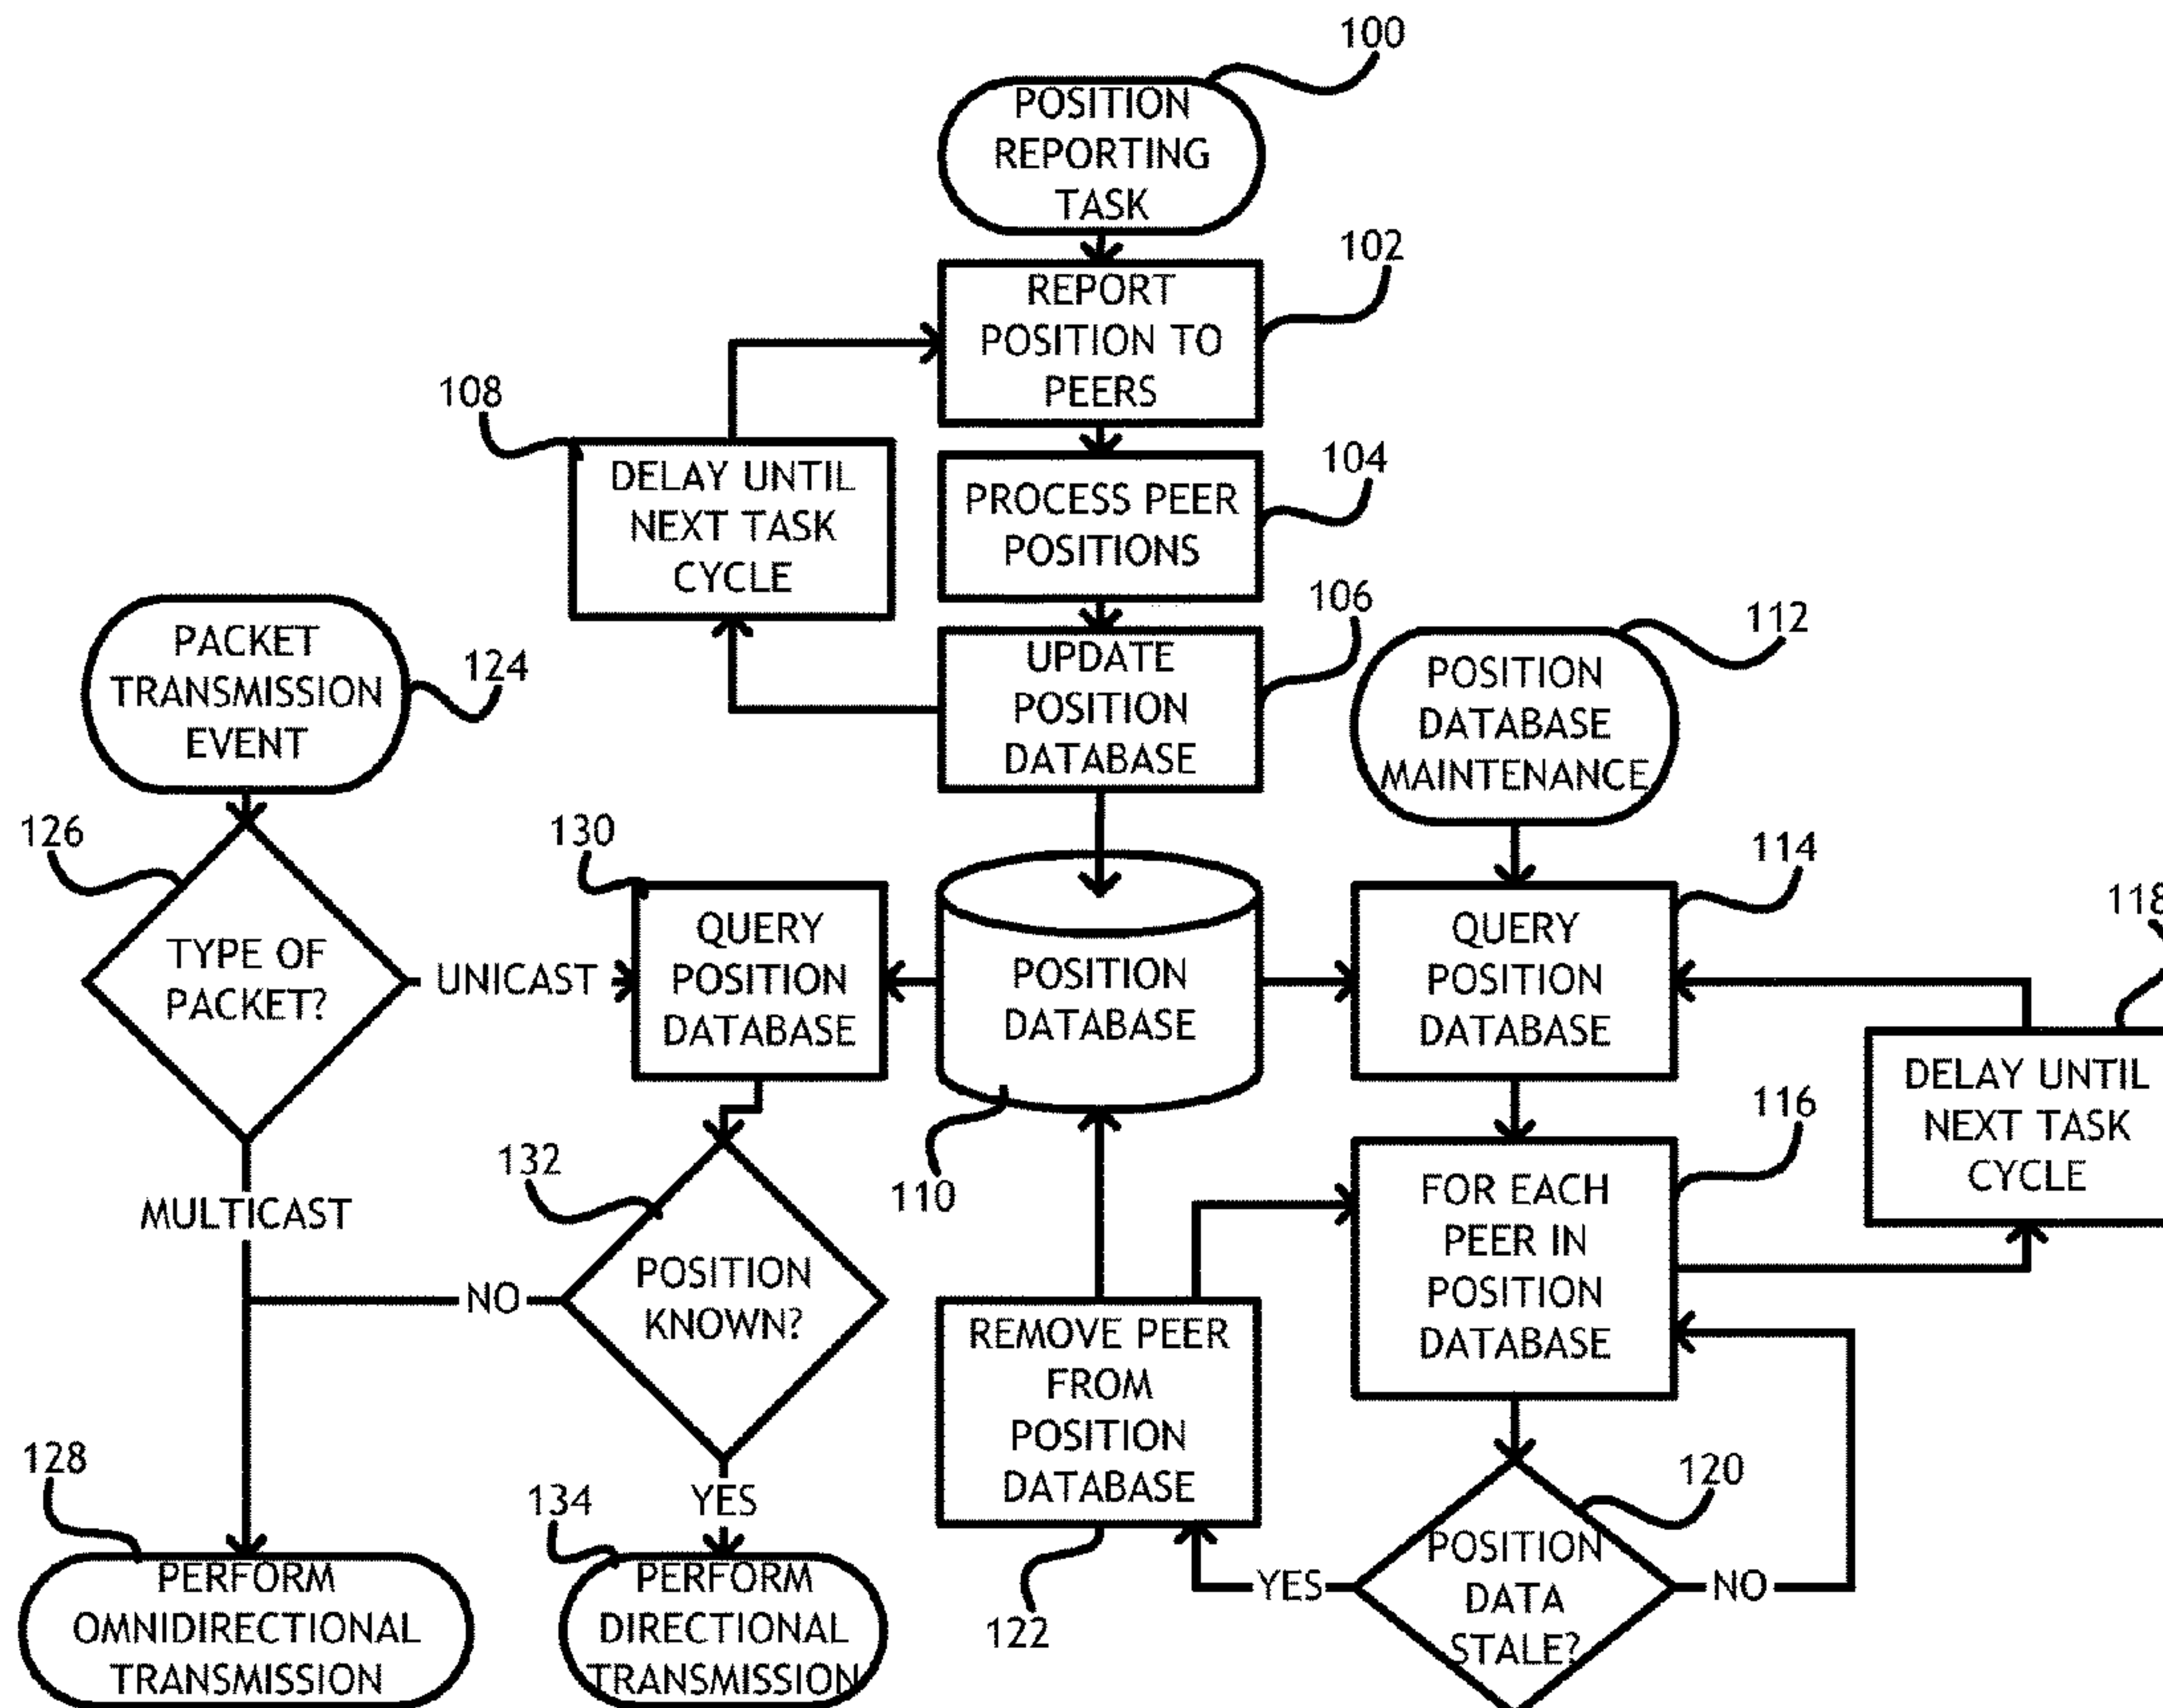 100
POSITION
REPORTING
TASK
102
REPORT
POSITION TO
PEERS
108
DELAY UNTIL
NEXT TASK
CYCLE
104
PROCESS PEER
POSITIONS
106
UPDATE
POSITION
DATABASE
112
POSITION
DATABASE
MAINTENANCE
124
PACKET
TRANSMISSION
EVENT
126
TYPE OF
PACKET?
UNICAST
MULTICAST
130
QUERY
POSITION
DATABASE
POSITION
DATABASE
110
114
QUERY
POSITION
DATABASE
118
DELAY UNTIL
NEXT TASK
CYCLE
116
FOR EACH
PEER IN
POSITION
DATABASE
132
POSITION
KNOWN?
NO
YES
REMOVE PEER
FROM
POSITION
DATABASE
122
120
POSITION
DATA
STALE?
YES
NO
128
PERFORM
OMNIDIRECTIONAL
TRANSMISSION
134
PERFORM
DIRECTIONAL
TRANSMISSION